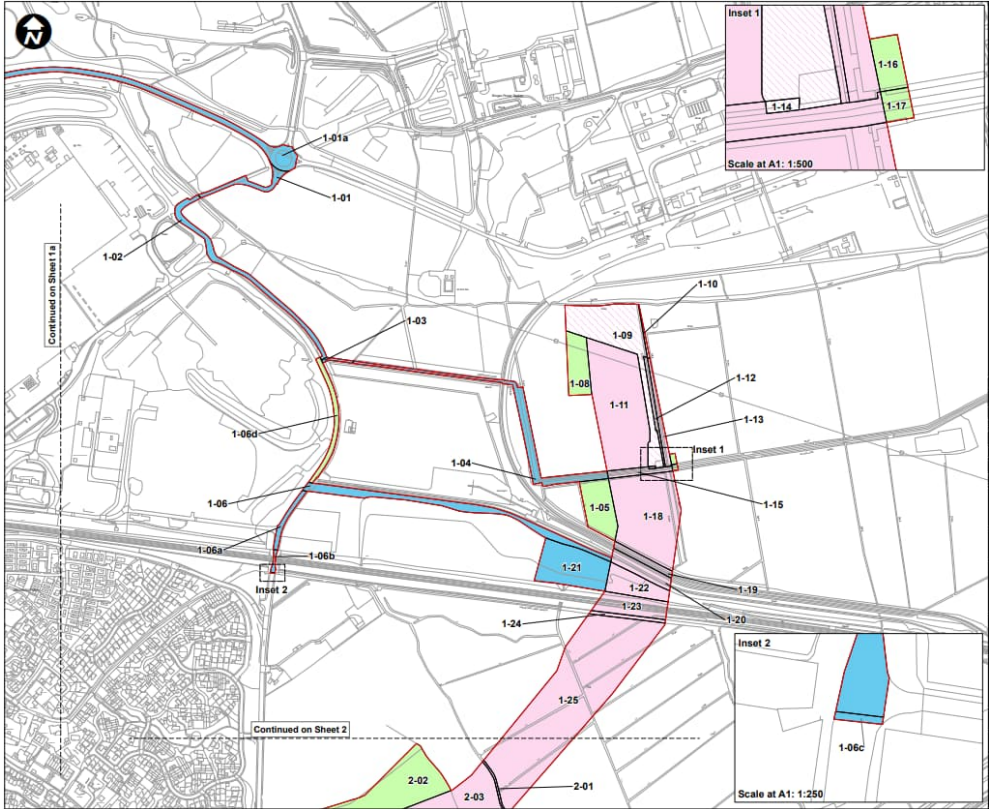 N
Inset 1
1-16
1-17
1-14
Scale at A1: 1:500
1-01a
1-01
1-02
Continued on Sheet 1a
1-03
1-10
1-09
1-08
1-11
1-12
1-13
1-06d
Inset 1
1-04
1-06
1-05
1-18
1-15
1-06a
1-06b
Inset 2
1-21
1-22
1-19
1-23
1-20
1-24
1-25
Continued on Sheet 2
2-02
2-03
2-01
Inset 2
1-06c
Scale at A1: 1:250